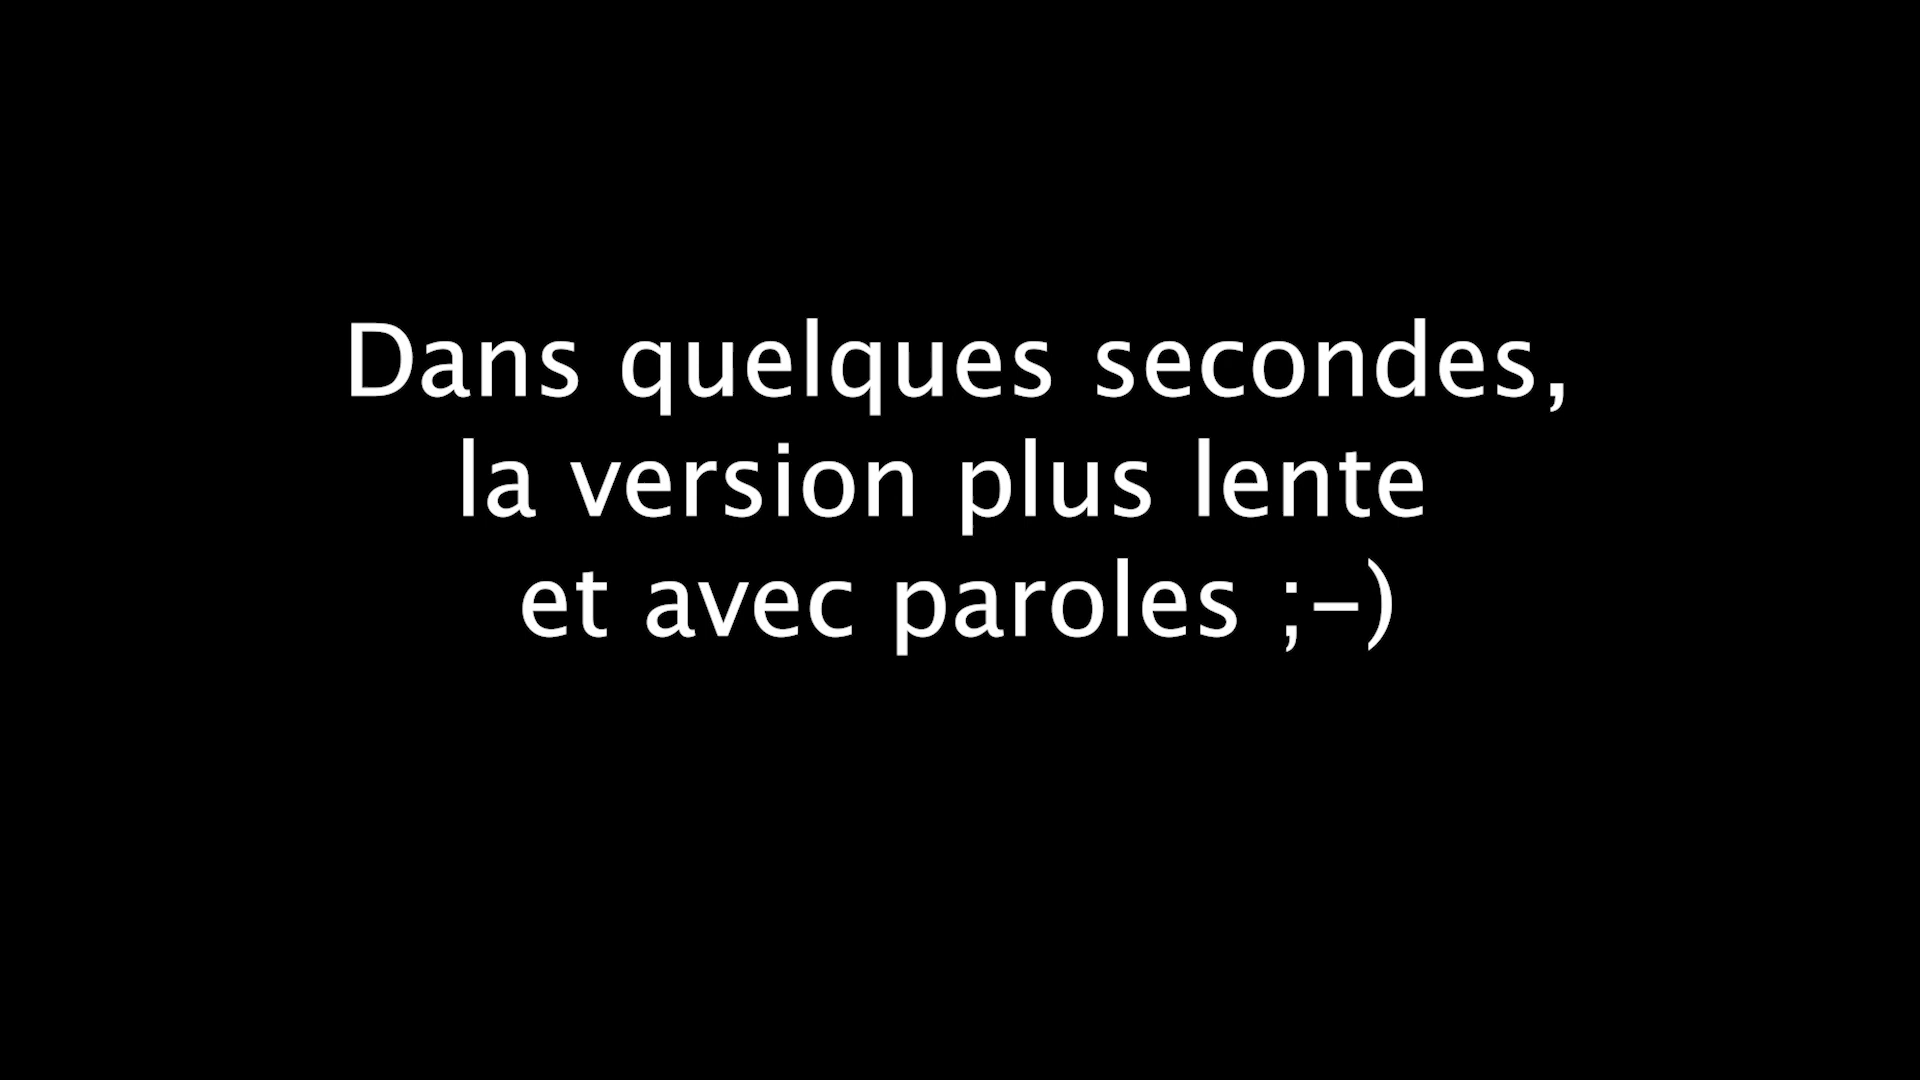 Dans quelques secondes,
la version plus lente
et avec paroles ;-)